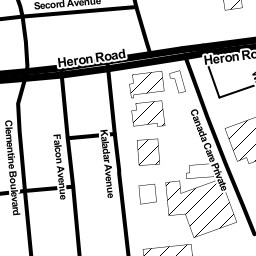 Secord Avenue
Heron Road
Heron Ro
Clementine Boulevard
Falcon Avenue
Kaladar Avenue
Canada Care Private